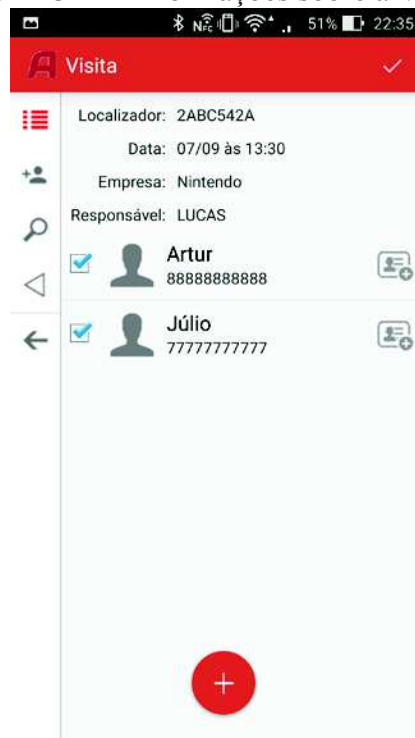 51% 22:35
A Visita
Localizador: 2ABC542A
Data: 07/09 às 13:30
Empresa: Nintendo
Responsável: LUCAS
Artur
88888888888
Júlio
77777777777